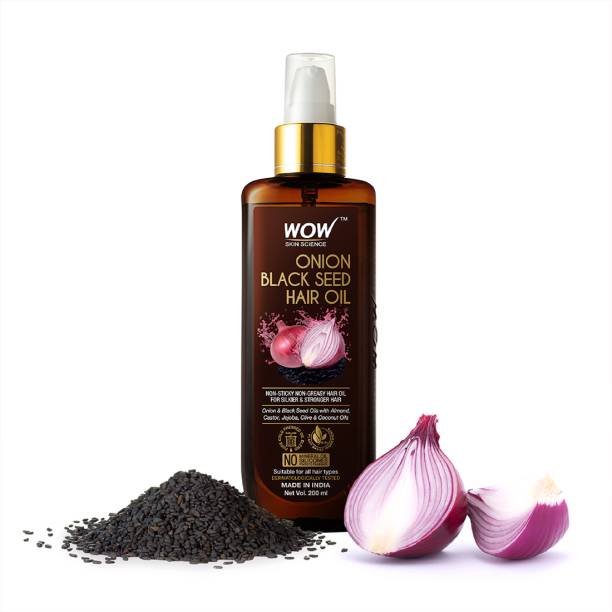 WOW™
SKIN SCIENCE
ONION
BLACK SEED
HAIR OIL
NON-STICKY NON-GREASY HAIR OIL
FOR SILKIER & STRONGER HAIR
Onion & Black Seed Oils with Almond,
Castor, Jojoba, Olive & Coconut Oils
NO MINERAL OIL
SILICONES
Suitable for all hair types
DERMATOLOGICALLY TESTED
MADE IN INDIA
Net Vol. 200 ml
WOW